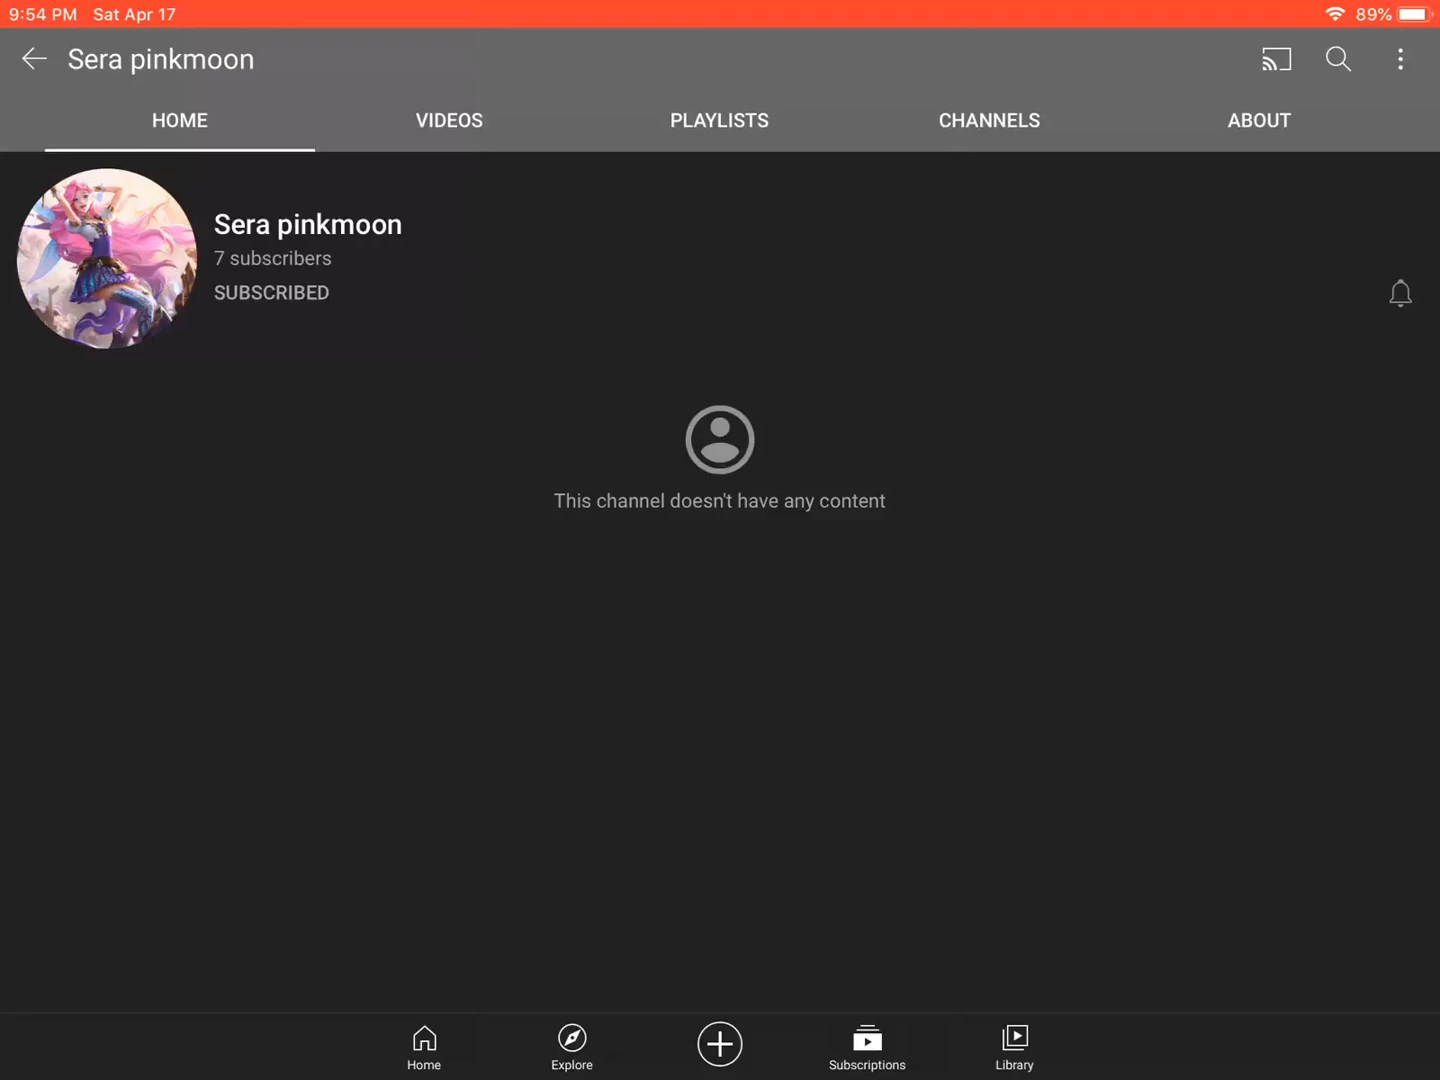 9:54 PM Sat Apr 17 89%
Sera pinkmoon
HOME VIDEOS PLAYLISTS CHANNELS ABOUT
Sera pinkmoon
7 subscribers
SUBSCRIBED
This channel doesn't have any content
Home Explore Subscriptions Library